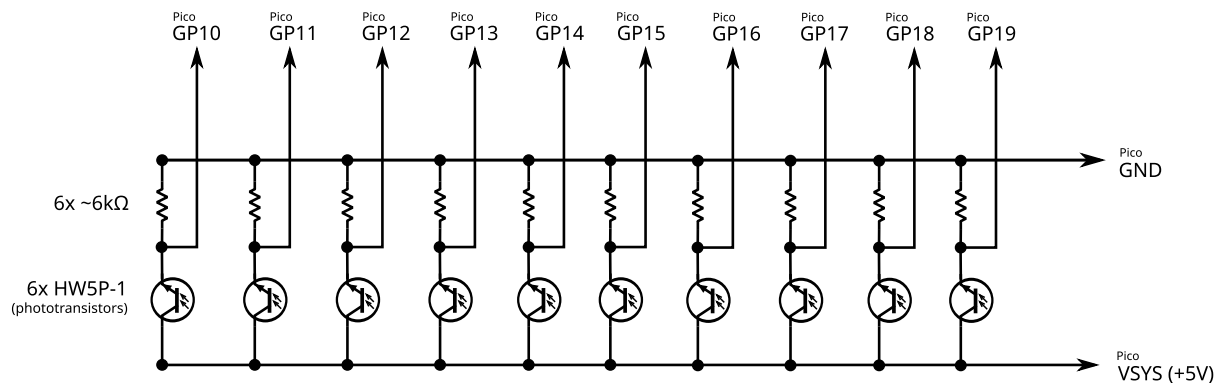 Pico
GP10
Pico
GP11
Pico
GP12
Pico
GP13
Pico
GP14
Pico
GP15
Pico
GP16
Pico
GP17
Pico
GP18
Pico
GP19
Pico
GND
6x ~6kΩ
6x HW5P-1
(phototransistors)
Pico
VSYS (+5V)